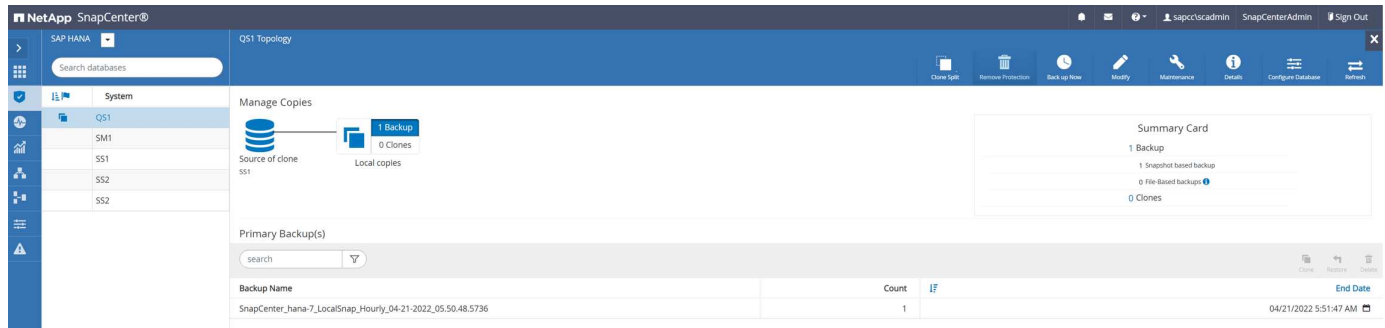 NetApp SnapCenter®
sapcc\scadmin SnapCenterAdmin Sign Out
SAP HANA
Search databases
System
QS1
SM1
SS1
SS2
SS2
QS1 Topology
Clone Split Remove Protection Back up Now Modify Maintenance Details Configure Database Refresh
Manage Copies
1 Backup
0 Clones
Source of clone
SS1
Local copies
Summary Card
1 Backup
1 Snapshot based backup
0 File-Based backups
0 Clones
Primary Backup(s)
search
Clone Restore Delete
Backup Name Count End Date
SnapCenter_hana-7_LocalSnap_Hourly_04-21-2022_05.50.48.5736 1 04/21/2022 5:51:47 AM